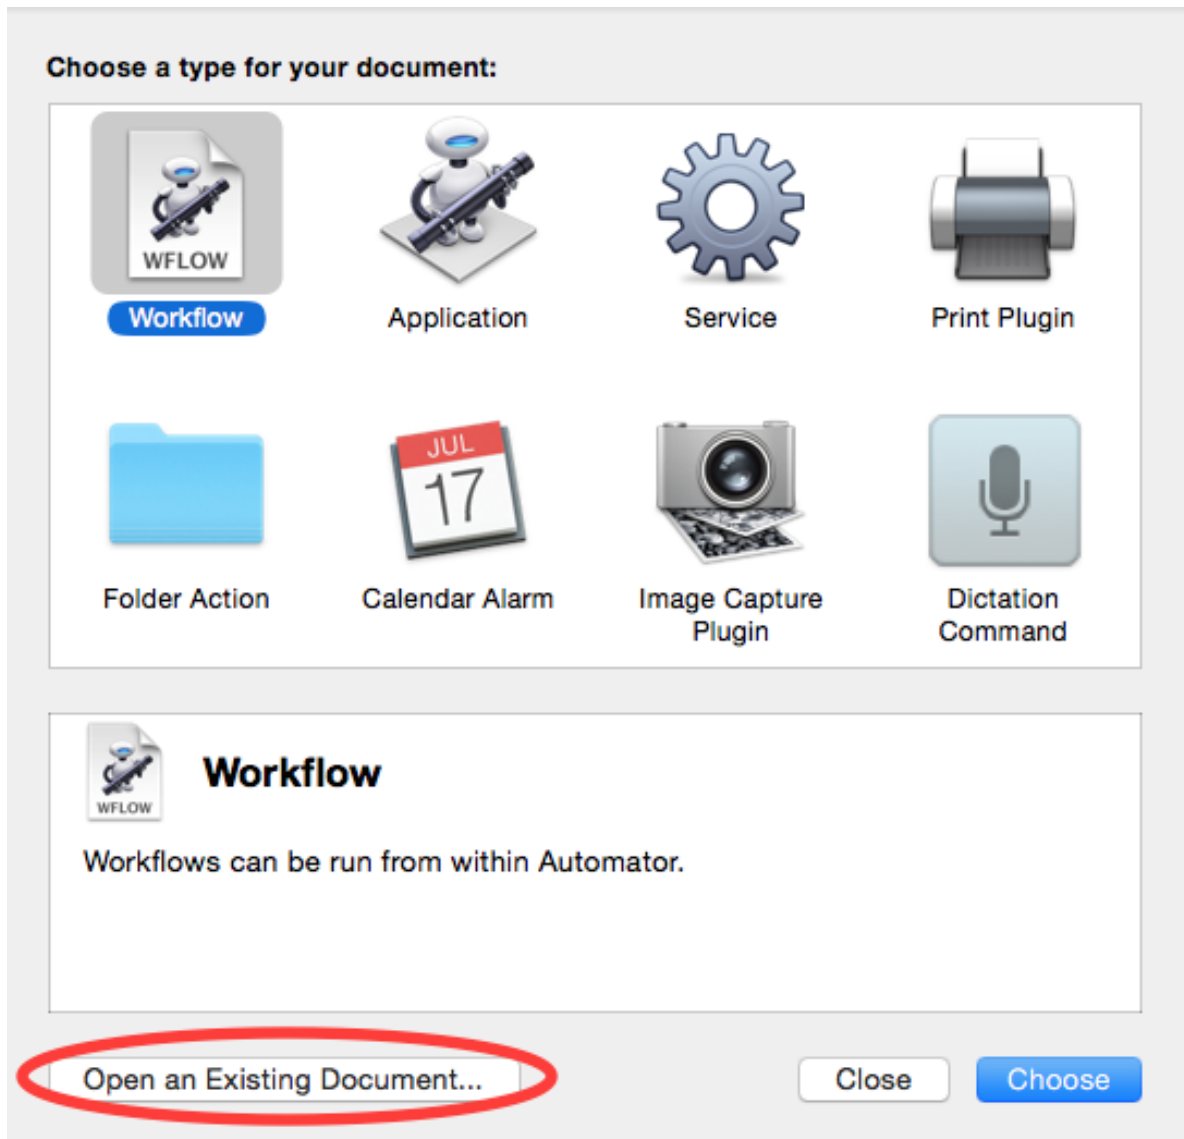 Choose a type for your document:
WFLOW
Workflow
Application
Service
Print Plugin
JUL
17
Folder Action
Calendar Alarm
Image Capture
Plugin
Dictation
Command
WFLOW
Workflow
Workflows can be run from within Automator.
Open an Existing Document...
Close
Choose